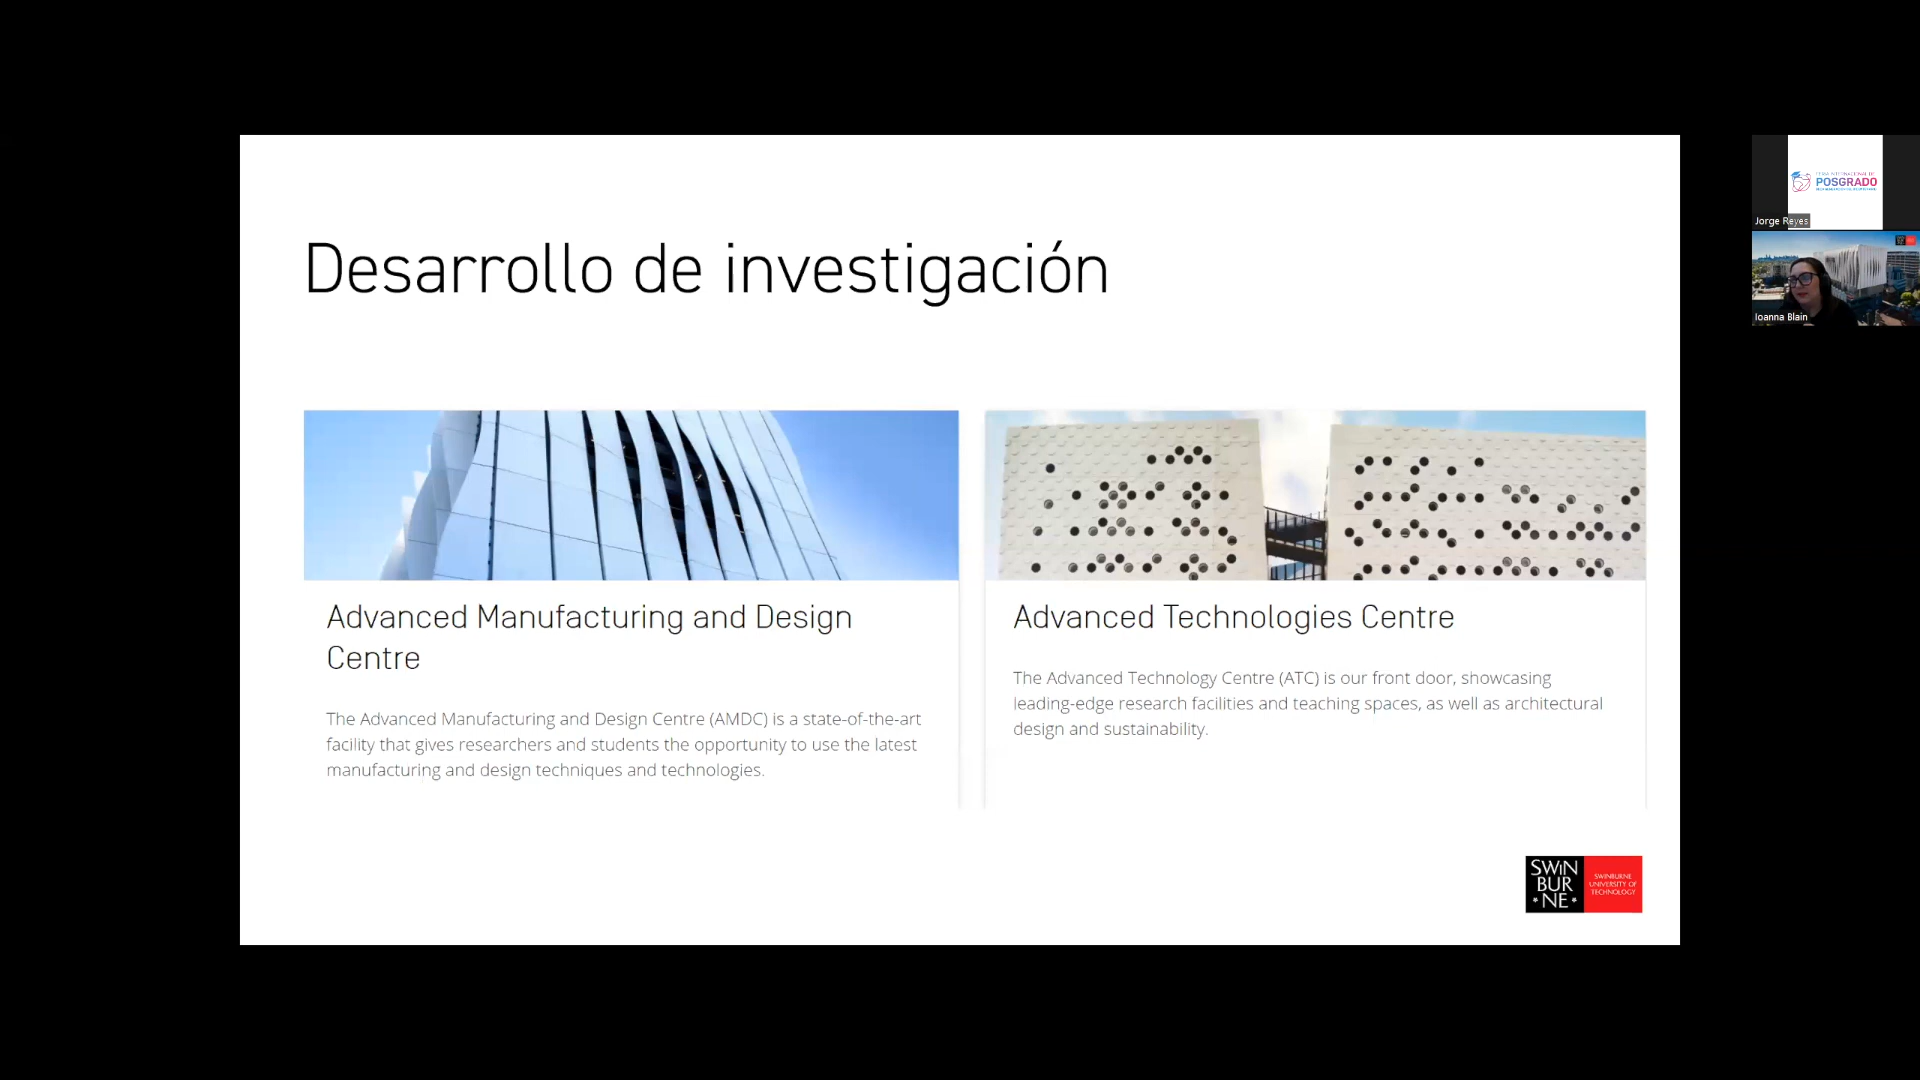 Desarrollo de investigación
Advanced Manufacturing and Design
Centre
The Advanced Manufacturing and Design Centre (AMDC) is a state-of-the-art
facility that gives researchers and students the opportunity to use the latest
manufacturing and design techniques and technologies.
Advanced Technologies Centre
The Advanced Technology Centre (ATC) is our front door, showcasing
leading-edge research facilities and teaching spaces, as well as architectural
design and sustainability.
SWIN
BUR
NE
SWINBURNE
UNIVERSITY OF
TECHNOLOGY
POSGRADO
Jorge Reyes
Ioanna Blain